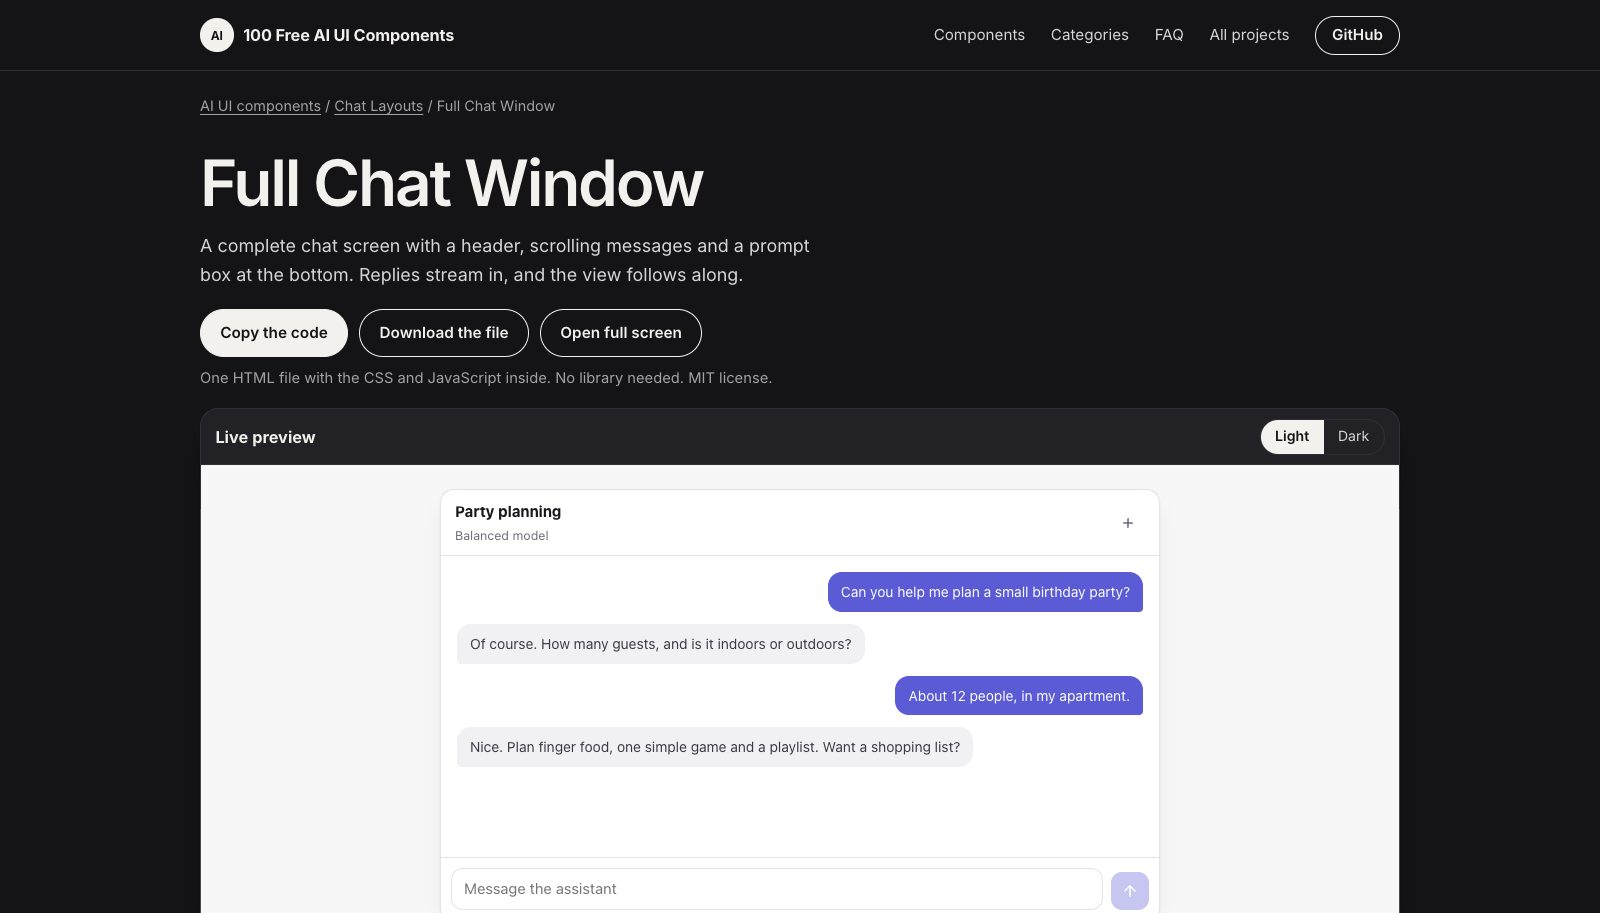 AI
100 Free AI UI Components
Components
Categories
FAQ
All projects
GitHub
AI UI components / Chat Layouts / Full Chat Window
Full Chat Window
A complete chat screen with a header, scrolling messages and a prompt
box at the bottom. Replies stream in, and the view follows along.
Copy the code
Download the file
Open full screen
One HTML file with the CSS and JavaScript inside. No library needed. MIT license.
Live preview
Light
Dark
Party planning
Balanced model
Can you help me plan a small birthday party?
Of course. How many guests, and is it indoors or outdoors?
About 12 people, in my apartment.
Nice. Plan finger food, one simple game and a playlist. Want a shopping list?
Message the assistant